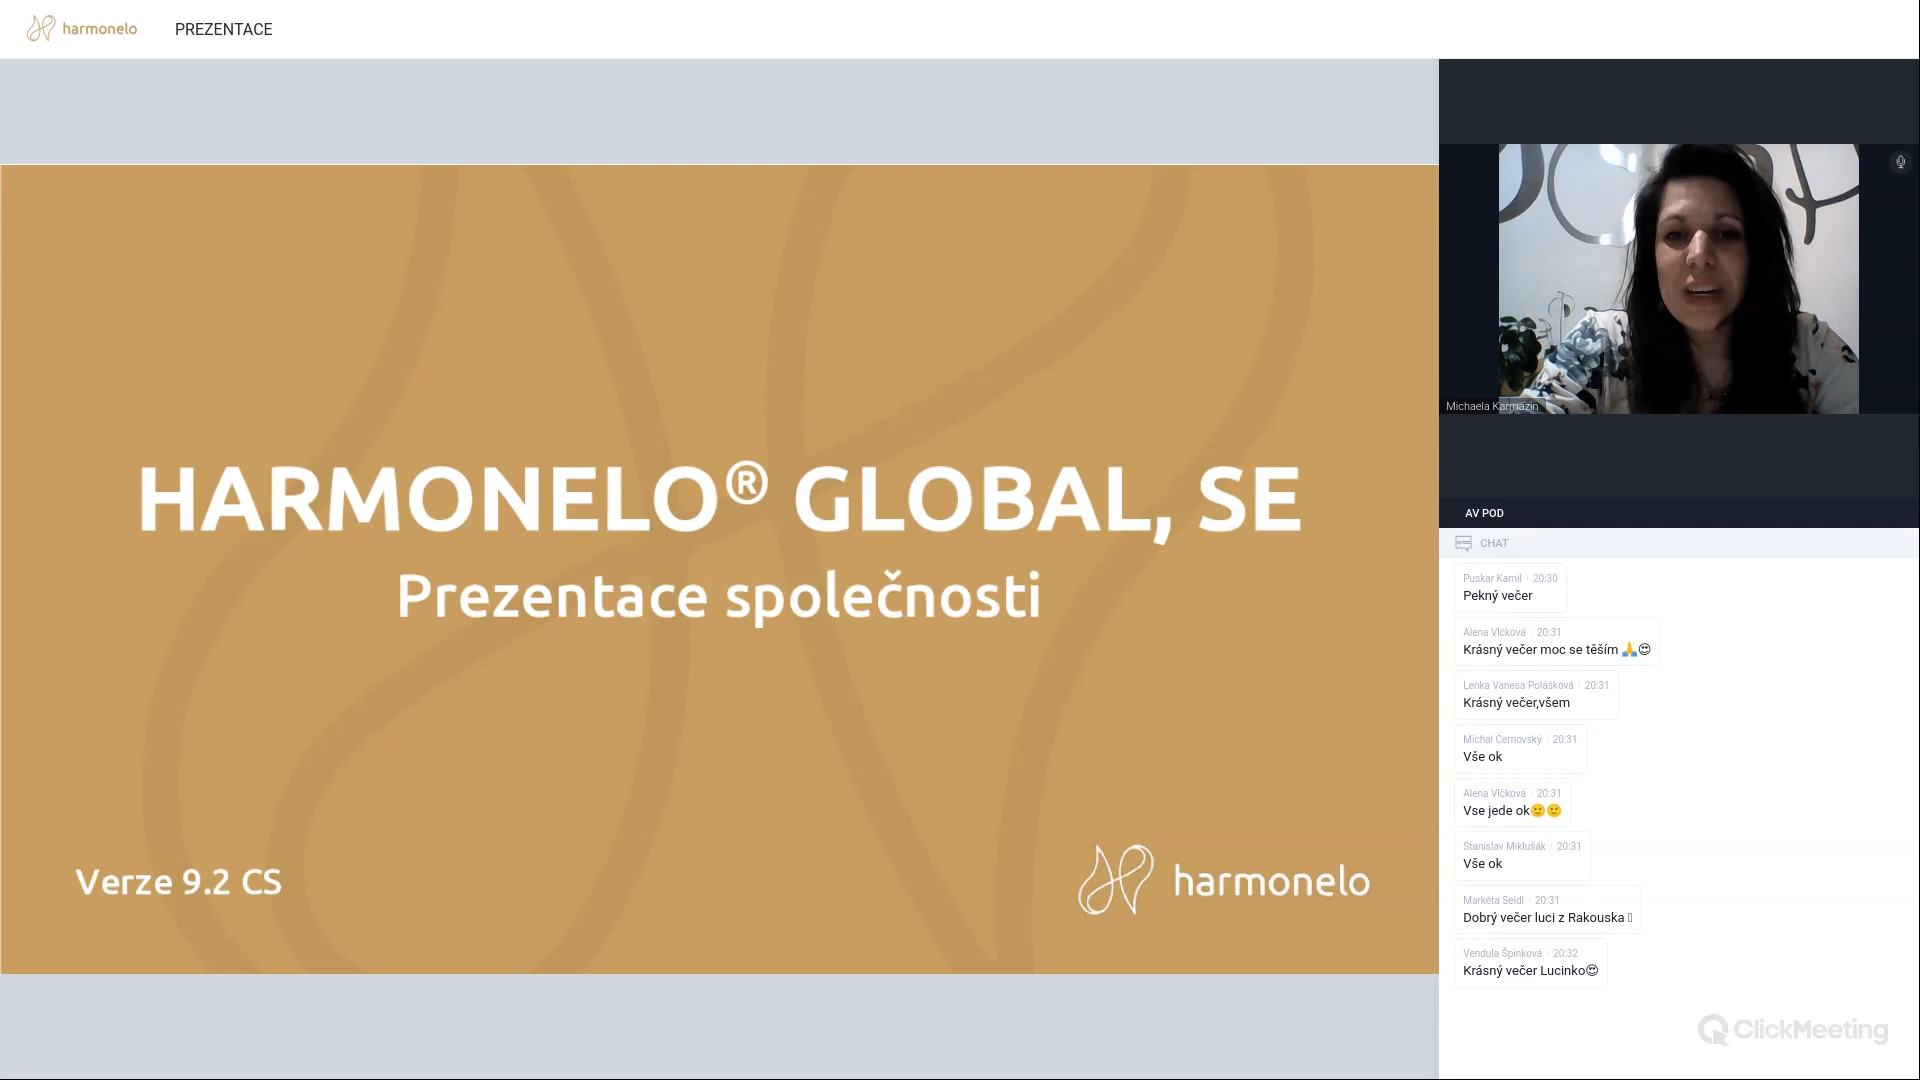 harmonelo
PREZENTACE
HARMONELO® GLOBAL, SE
Prezentace společnosti
Verze 9.2 CS
harmonelo
Michaela Karmazin
AV POD
CHAT
Puskar Kamil 20:30
Pekný večer
Alena Vlčková 20:31
Krásný večer moc se těším 🙏😍
Lenka Vanesa Polášková 20:31
Krásný večer,všem
Michal Černovský 20:31
Vše ok
Alena Vlčková 20:31
Vse jede ok🙂🙂
Stanislav Miklušák 20:31
Vše ok
Markéta Seidl 20:31
Dobrý večer luci z Rakouska
Vendula Špinková 20:32
Krásný večer Lucinko😍
ClickMeeting